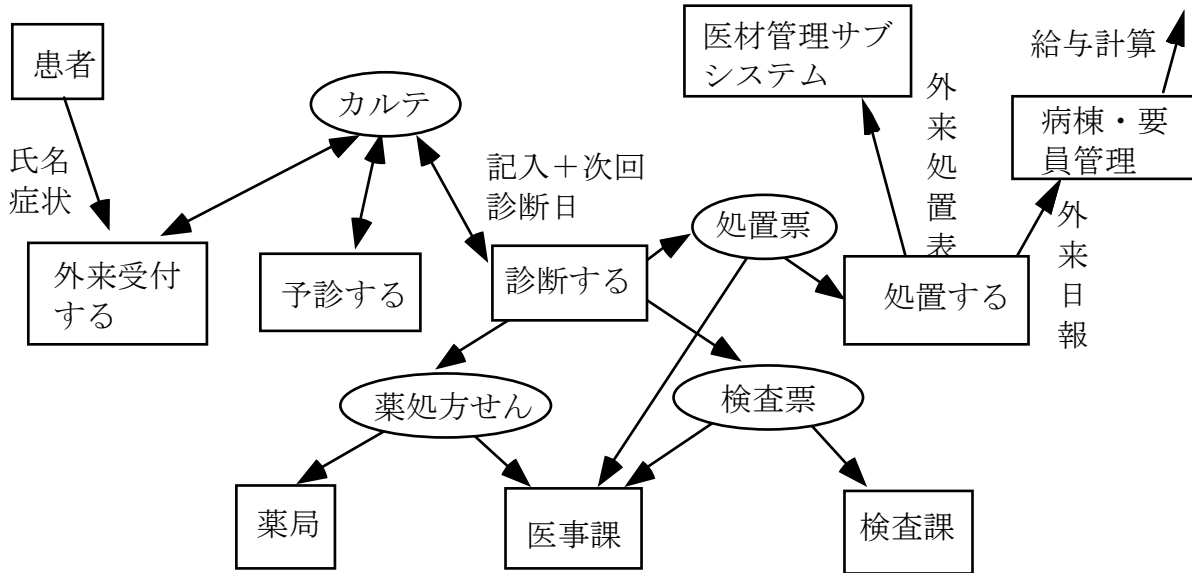 患者
氏名
症状
外来受付
する
カルテ
予診する
記入＋次回
診断日
診断する
処置票
医材管理サブ
システム
外来処置表
処置する
給与計算
病棟・要
員管理
外来日報
薬処方せん
検査票
薬局
医事課
検査課